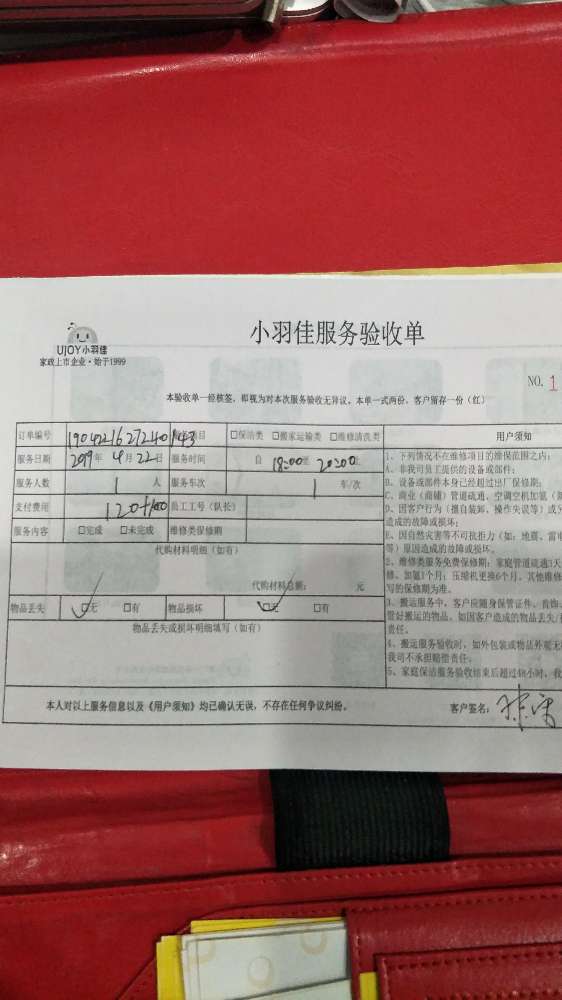 UJOY小羽佳
家政上市企业·始于1999
小羽佳服务验收单
NO. 1
本验收单一经核签,即视为对本次服务验收无异议。本单一式两份,客户留存一份(红)
订单编号 项目 □保洁类 □搬家运输类 □维修清洗类 用户须知
服务日期 2019年 4月 22日 服务时间 自 18:00 至 20:00 止
服务人数 1 人 服务车次 1 车/次
支付费用 120+100 员工工号(队长)
服务内容 □完成 □未完成 维修类保修期
代购材料明细(如有)
代购材料总额: 元
物品丢失 □无 □有 物品损坏 □无 □有
物品丢失或损坏明细填写(如有)
1、下列情况不在维修项目的维保范围之内:
A、非我司员工提供的设备或部件;
B、设备或部件本身已经超过出厂保修期;
C、商业(商铺)管道疏通、空调空机加氢(
D、因客户行为(擅自装卸、操作失误等)或
造成的故障或损坏;
E、因自然灾害等不可抗拒力(如:地震、雷
等)原因造成的故障或损坏。
2、维修类服务免费保修期:家庭管道疏通3天
修、加氢1个月;压缩机更换6个月。其他维修
写的保修期为准。
3、搬运服务中,客户应随身保管证件、首饰
管好搬运的物品,如因客户造成的物品丢失/
责任。
4、搬运服务验收时,如外包装或物品外观无
我司不承担赔偿责任;
5、家庭保洁服务验收结束后超过48小时,我
本人对以上服务信息以及《用户须知》均已确认无误,不存在任何争议纠纷。 客户签名: